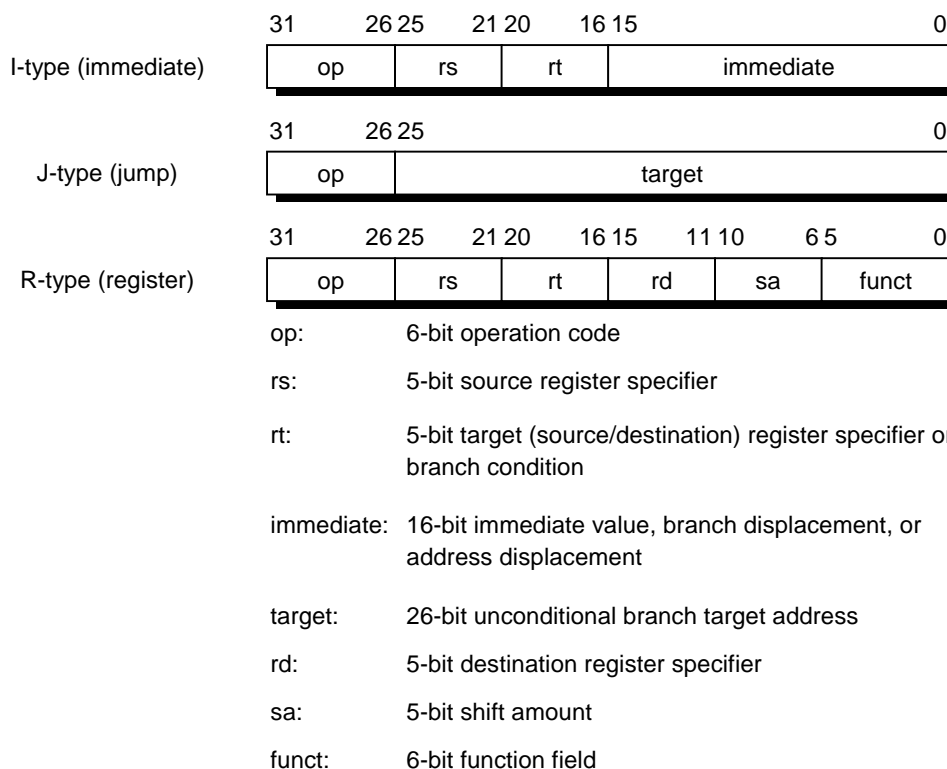 31 26 25 21 20 16 15 0
I-type (immediate) op rs rt immediate
31 26 25 0
J-type (jump) op target
31 26 25 21 20 16 15 11 10 6 5 0
R-type (register) op rs rt rd sa funct
op: 6-bit operation code
rs: 5-bit source register specifier
rt: 5-bit target (source/destination) register specifier or
branch condition
immediate: 16-bit immediate value, branch displacement, or
address displacement
target: 26-bit unconditional branch target address
rd: 5-bit destination register specifier
sa: 5-bit shift amount
funct: 6-bit function field